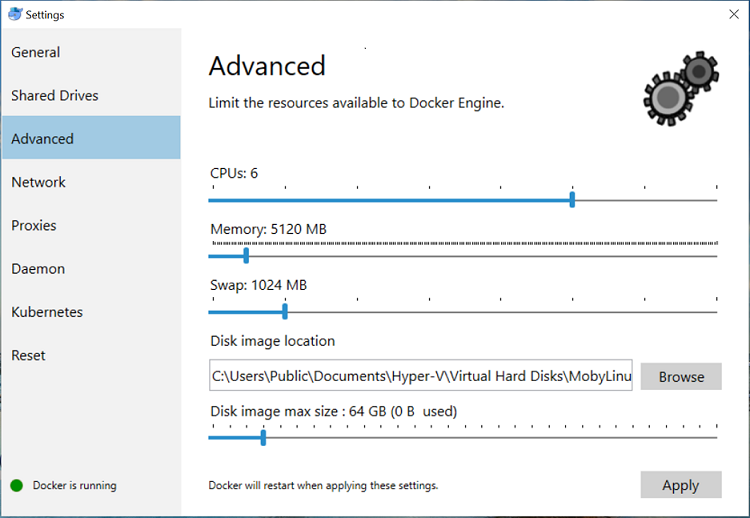 Settings
General
Shared Drives
Advanced
Network
Proxies
Daemon
Kubernetes
Reset
Docker is running
Advanced
Limit the resources available to Docker Engine.
CPUs: 6
Memory: 5120 MB
Swap: 1024 MB
Disk image location
C:\Users\Public\Documents\Hyper-V\Virtual Hard Disks\MobyLinu
Browse
Disk image max size : 64 GB (0 B  used)
Docker will restart when applying these settings.
Apply